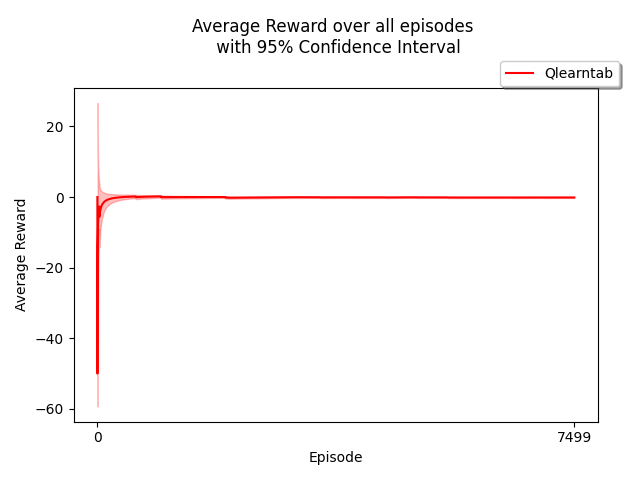 Average Reward over all episodes
with 95% Confidence Interval
Qlearntab
20
0
−20
−40
−60
Average Reward
0
7499
Episode